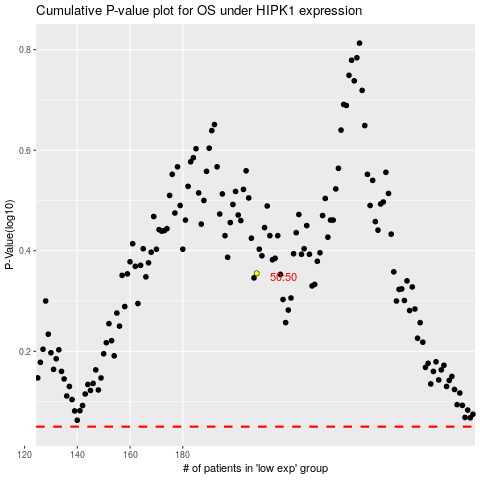 Cumulative P-value plot for OS under HIPK1 expression
P-Value(log10)
0.8
0.6
0.4
0.2
50:50
120 140 160 180
# of patients in 'low exp' group